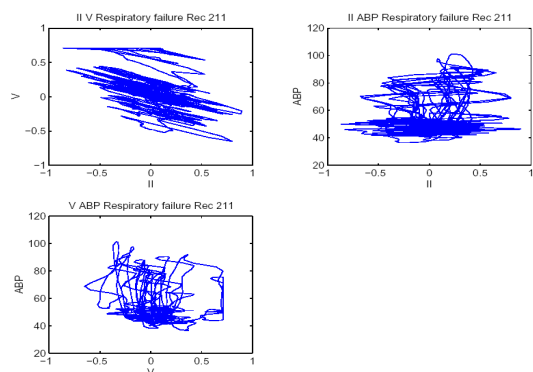 II V Respiratory failure Rec 211
1
0.5
0
−0.5
−1
−1 −0.5 0 0.5 1
V
II
II ABP Respiratory failure Rec 211
120
100
80
60
40
20
−1 −0.5 0 0.5 1
ABP
II
V ABP Respiratory failure Rec 211
120
100
80
60
40
20
−1 −0.5 0 0.5 1
ABP
V